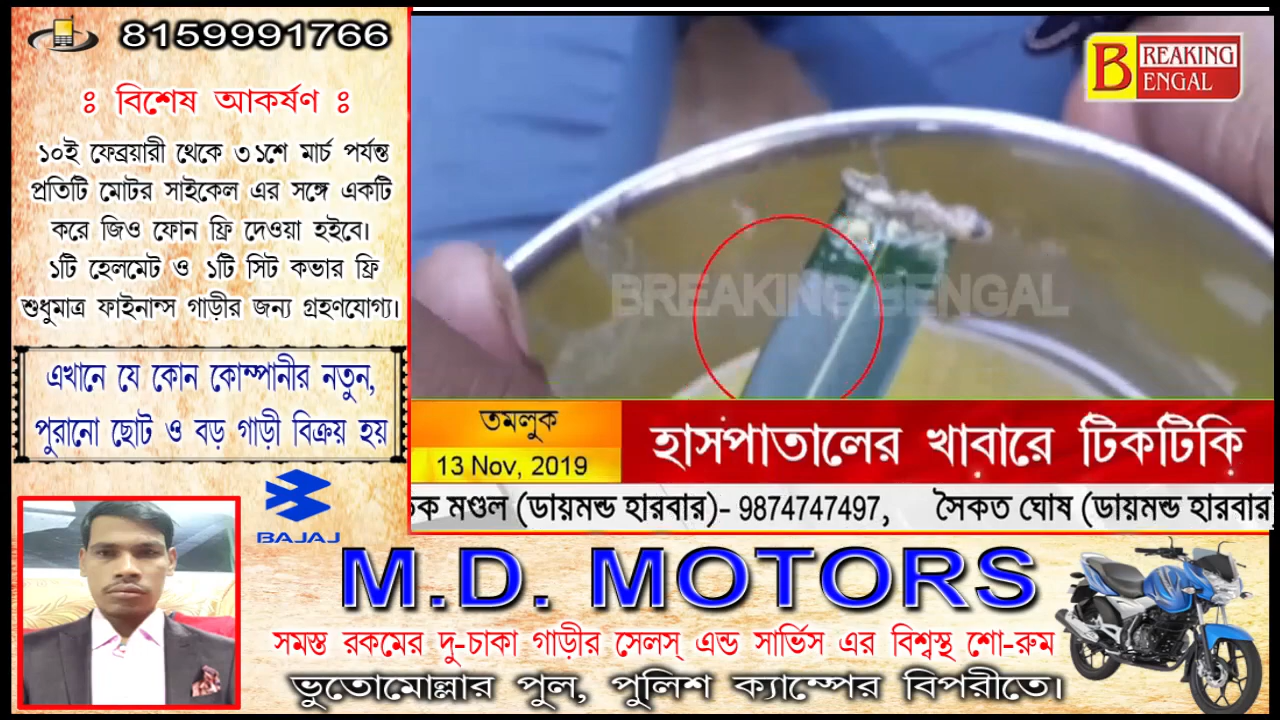 8159991766
ঃ বিশেষ আকর্ষণ ঃ
১০ই ফেব্রয়ারী থেকে ৩১শে মার্চ পর্যন্ত
প্রতিটি মোটর সাইকেল এর সঙ্গে একটি
করে জিও ফোন ফ্রি দেওয়া হইবে।
১টি হেলমেট ও ১টি সিট কভার ফ্রি
শুধুমাত্র ফাইনান্স গাড়ীর জন্য গ্রহণযোগ্য।
এখানে যে কোন কোম্পানীর নতুন,
পুরানো ছোট ও বড় গাড়ী বিক্রয় হয়
BAJAJ
BREAKING
BENGAL
BREAKING BENGAL
তমলুক
13 Nov, 2019
হাসপাতালের খাবারে টিকটিকি
মণ্ডল (ডায়মন্ড হারবার)- 9874747497, সৈকত ঘোষ (ডায়মন্ড হারবার)
M.D. MOTORS
সমস্ত রকমের দু-চাকা গাড়ীর সেলস্ এন্ড সার্ভিস এর বিশ্বস্থ শো-রুম
ভুতোমোল্লার পুল, পুলিশ ক্যাম্পের বিপরীতে।